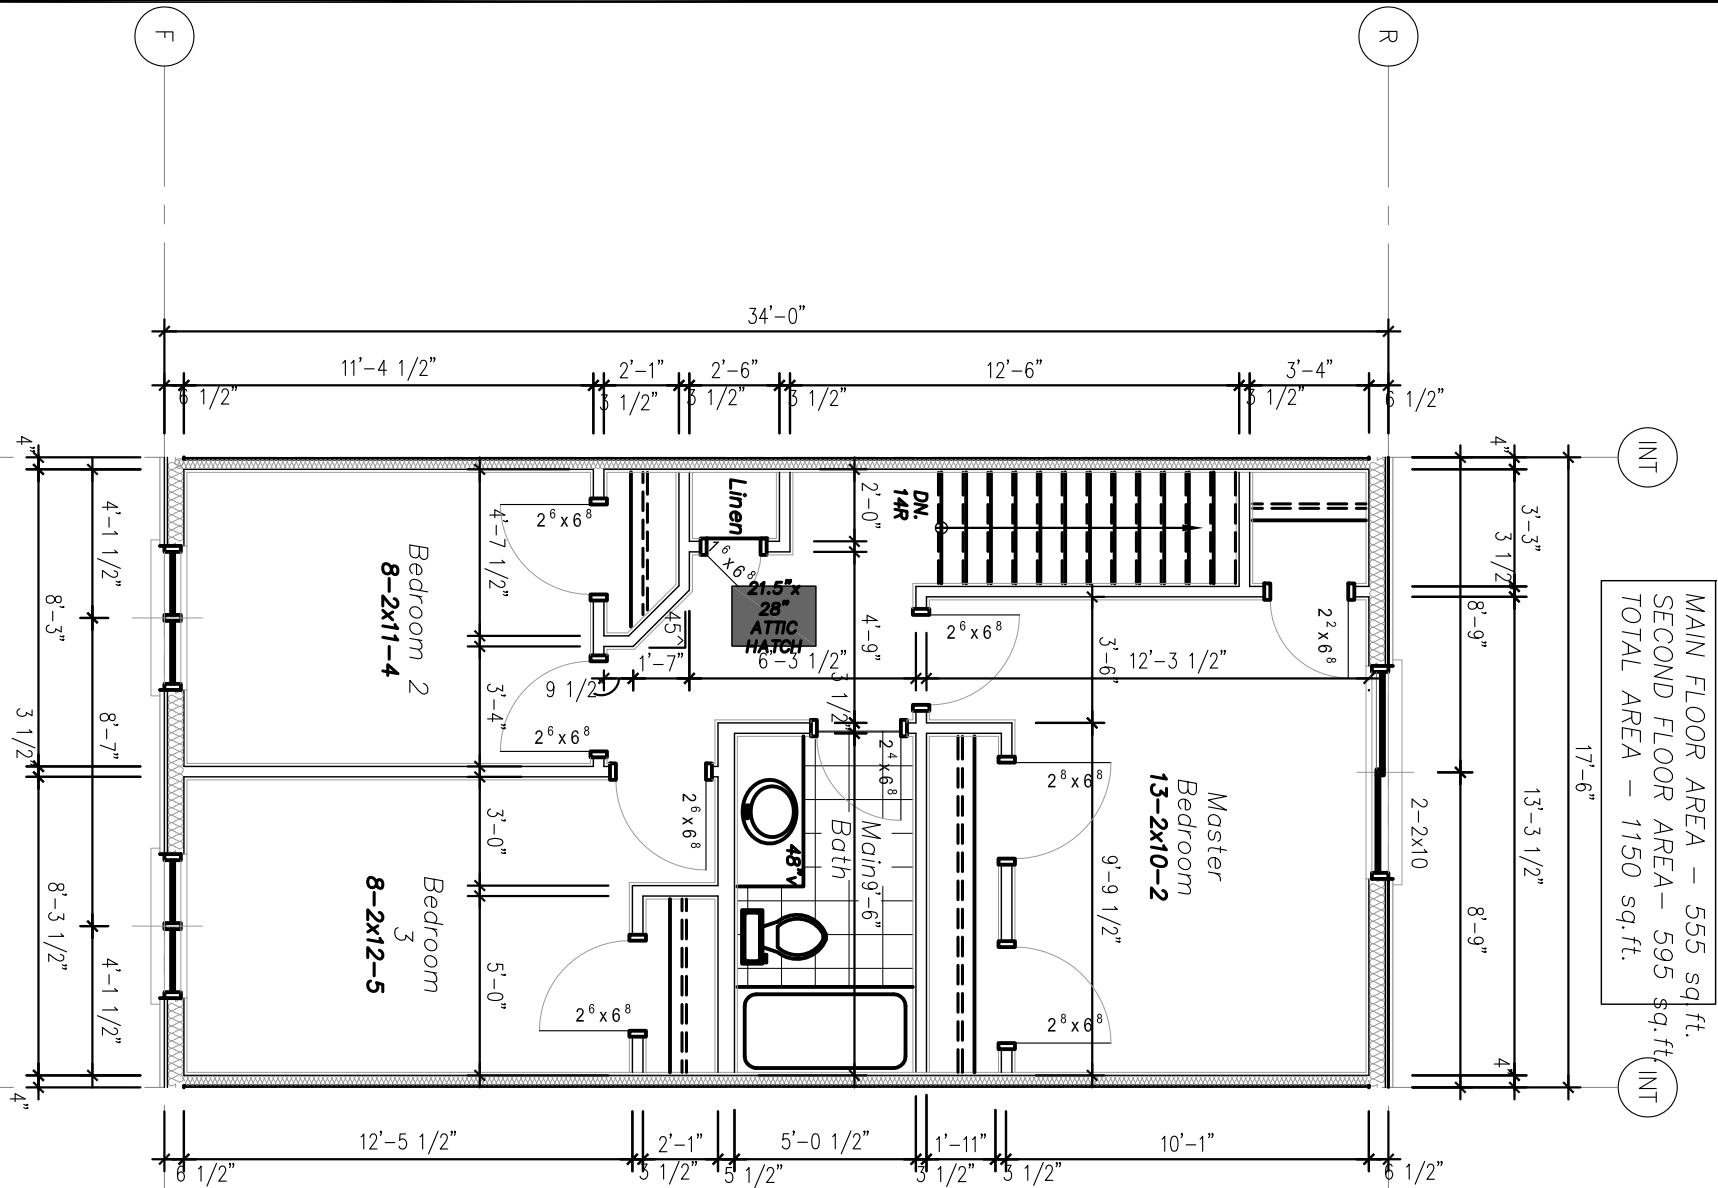 F
R
34'-0"
11'-4 1/2"
2'-1"
2'-6"
12'-6"
3'-4"
6 1/2"
3 1/2"
3 1/2"
3 1/2"
3 1/2"
6 1/2"
INT
INT
MAIN FLOOR AREA - 555 sq.ft.
SECOND FLOOR AREA- 595 sq.ft.
TOTAL AREA - 1150 sq.ft.
17'-6"
4"
3'-3"
3 1/2"
13'-3 1/2"
4"
8'-9"
8'-9"
2-2x10
4"
8'-3"
3 1/2"
8'-3 1/2"
4"
4'-1 1/2"
8'-7"
4'-1 1/2"
Bedroom 2
8-2x11-4
Bedroom
3
8-2x12-5
4'-7 1/2"
3'-4"
3'-0"
5'-0"
2⁶x6⁸
2⁶x6⁸
2⁶x6⁸
2⁶x6⁸
Linen
1⁶x6⁸
21.5"x
28"
ATTIC
HATCH
45
9 1/2"
1'-7"
6'-3 1/2"
12'-3 1/2"
2'-0"
4'-9"
3 1/2"
9'-6"
DN.
14R
2⁶x6⁸
2²x6⁸
3'-6"
9'-9 1/2"
2⁴x6⁸
Main
Bath
48"v
2⁸x6⁸
2⁸x6⁸
Master
Bedroom
13-2x10-2
12'-5 1/2"
2'-1"
5'-0 1/2"
1'-11"
10'-1"
6 1/2"
3 1/2"
5 1/2"
3 1/2"
3 1/2"
6 1/2"